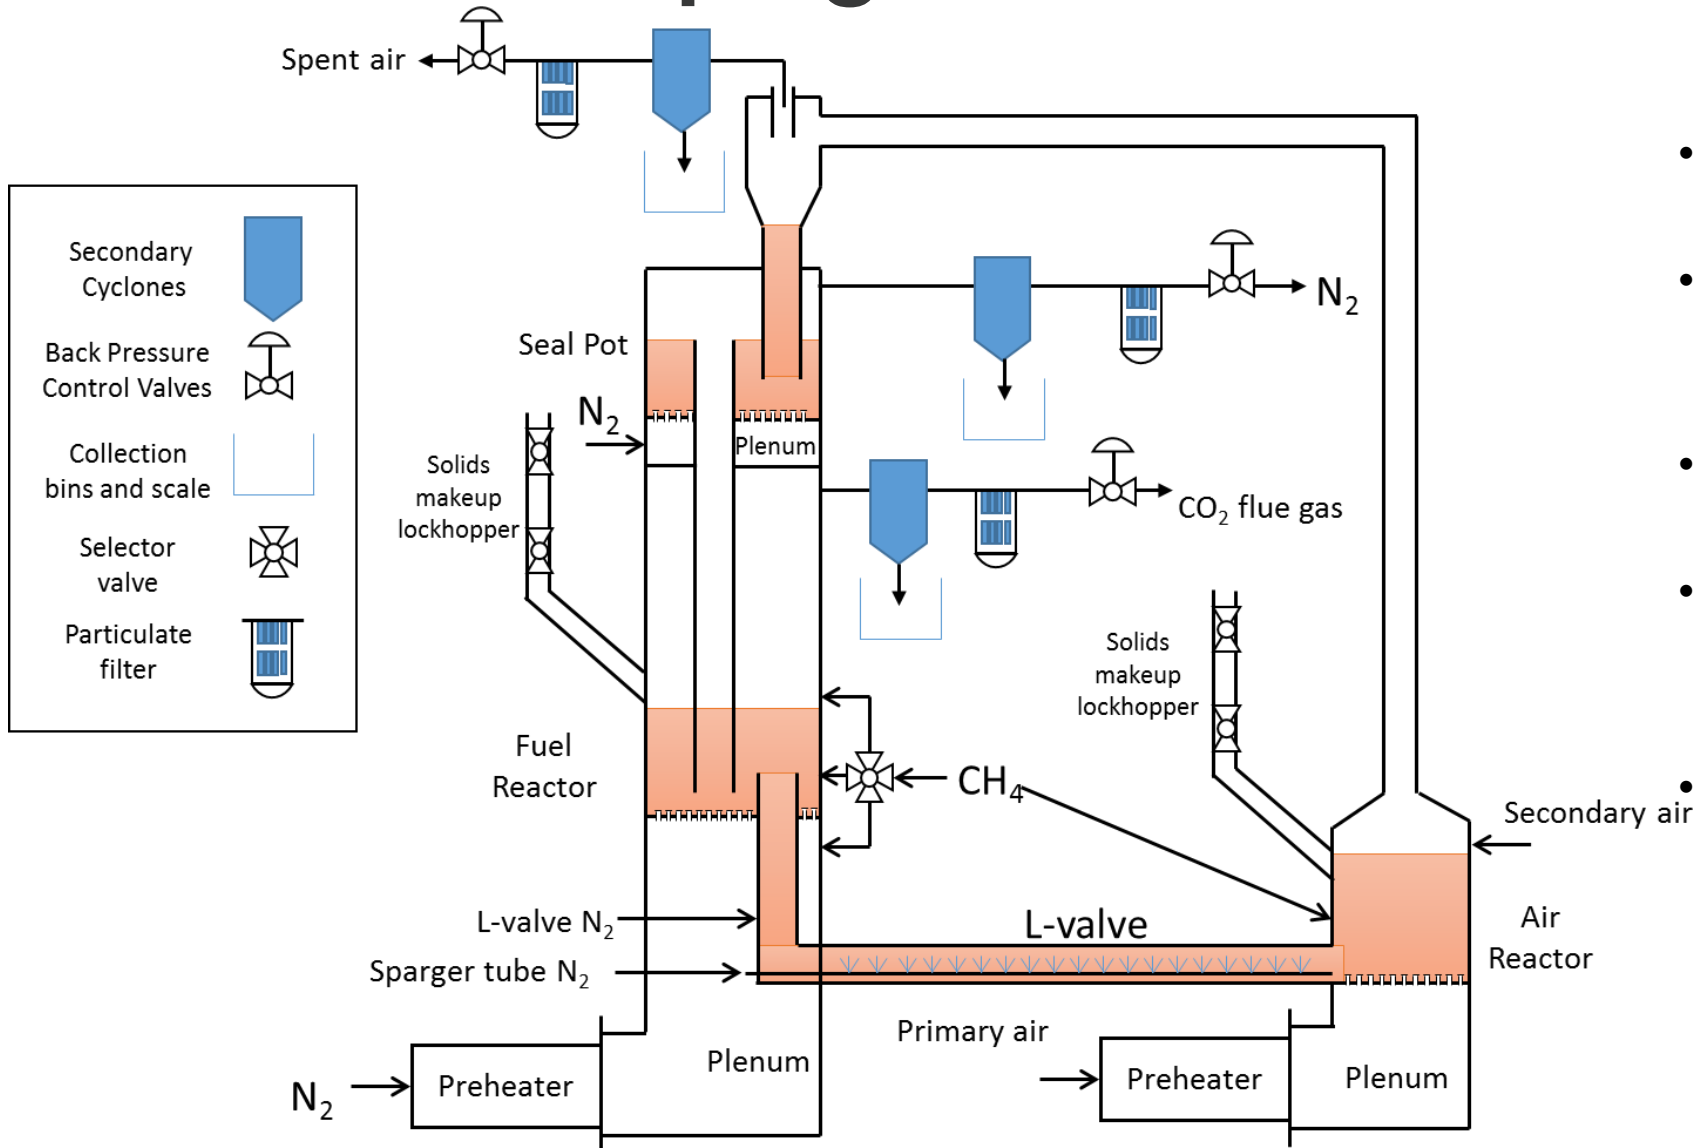 Spent air
Secondary
Cyclones
Back Pressure
Control Valves
Collection
bins and scale
Selector
valve
Particulate
filter
N₂
Seal Pot
N₂
Plenum
Solids
makeup
lockhopper
CO₂ flue gas
Solids
makeup
lockhopper
Fuel
Reactor
CH₄
Secondary air
L-valve N₂
L-valve
Air
Reactor
Sparger tube N₂
Primary air
Plenum
Preheater
N₂
Preheater
Plenum